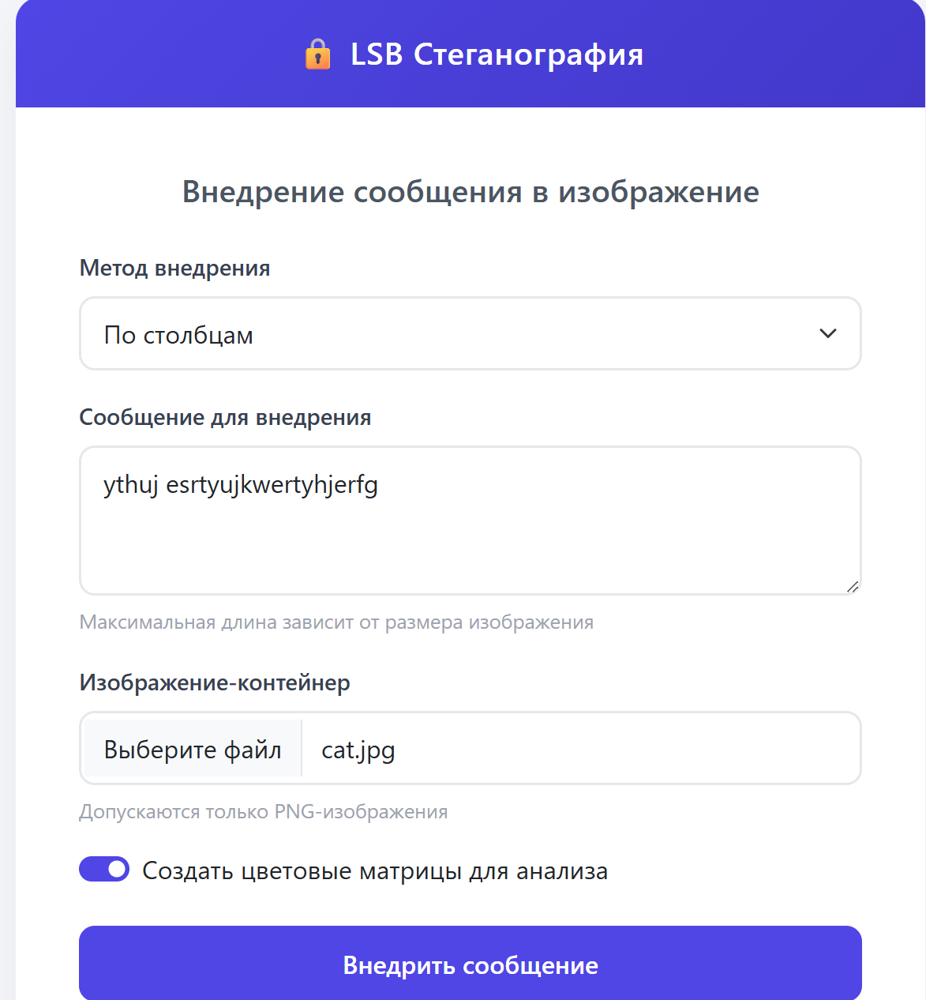 LSB Стеганография
Внедрение сообщения в изображение
Метод внедрения
По столбцам
Сообщение для внедрения
ythuj esrtyujkwertyhjerfg
Максимальная длина зависит от размера изображения
Изображение-контейнер
Выберите файл cat.jpg
Допускаются только PNG-изображения
Создать цветовые матрицы для анализа
Внедрить сообщение